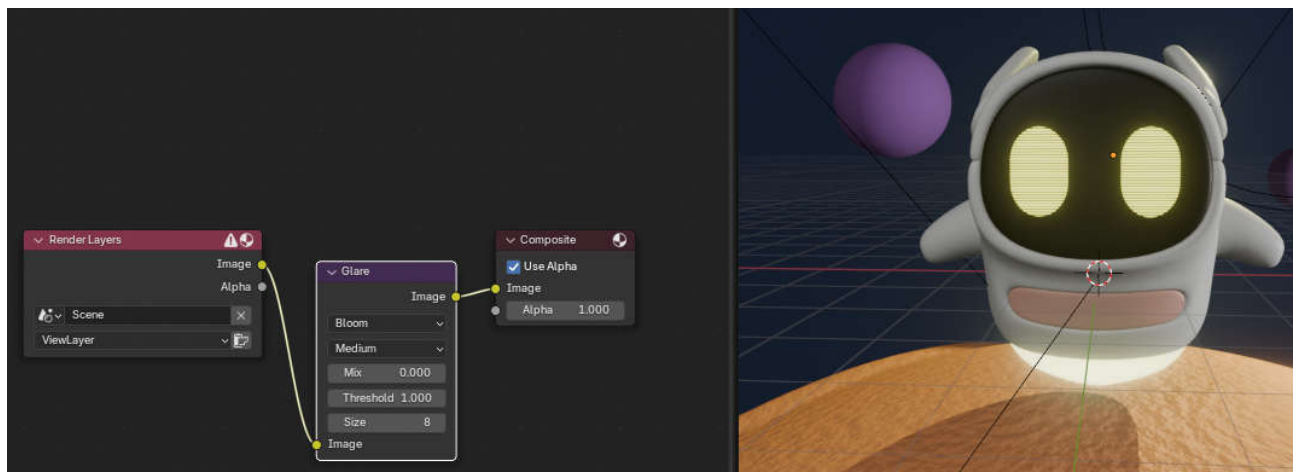 Render Layers
Image
Alpha
Scene
ViewLayer
Glare
Image
Bloom
Medium
Mix 0.000
Threshold 1.000
Size 8
Image
Composite
Use Alpha
Image
Alpha 1.000